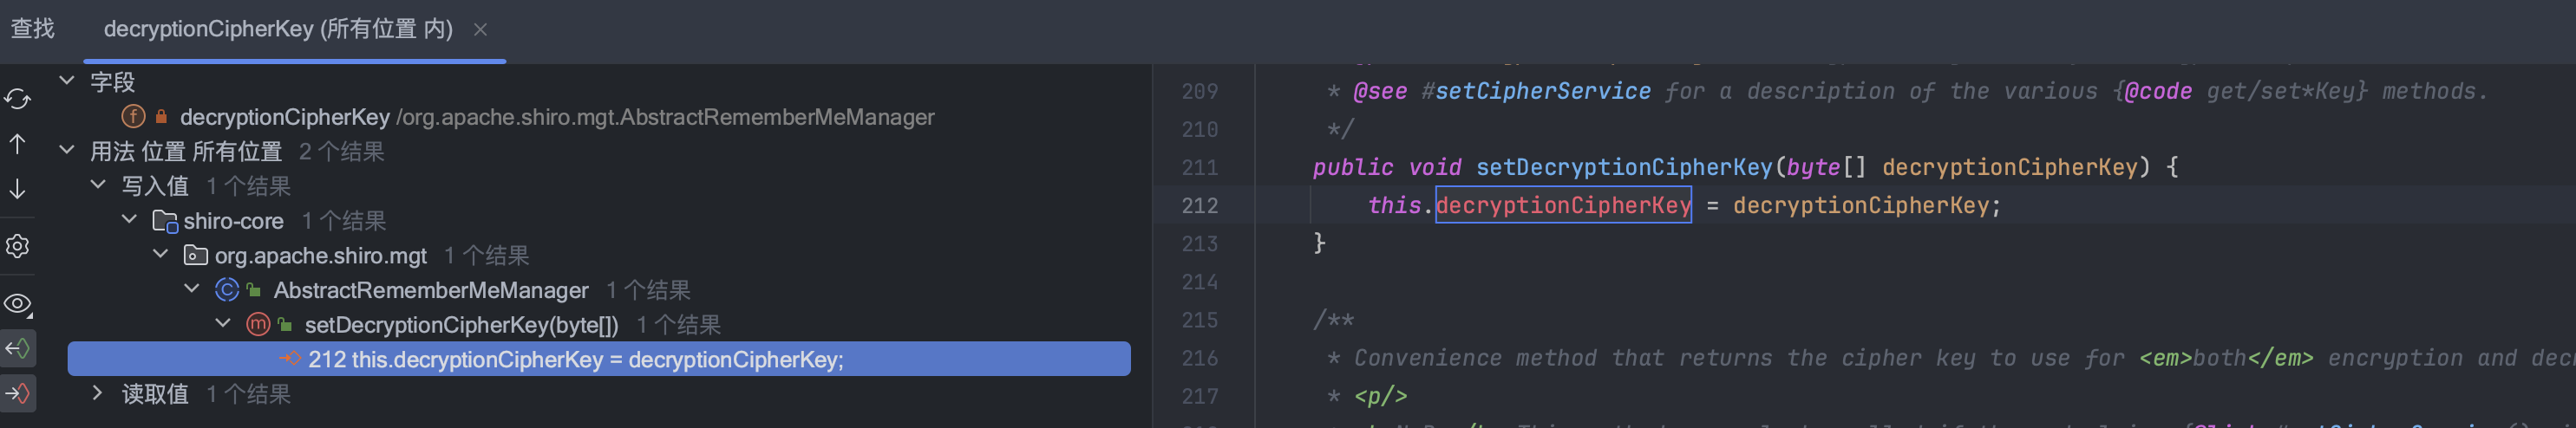 查找
decryptionCipherKey (所有位置 内)
字段
decryptionCipherKey /org.apache.shiro.mgt.AbstractRememberMeManager
用法 位置 所有位置 2 个结果
写入值 1 个结果
shiro-core 1 个结果
org.apache.shiro.mgt 1 个结果
AbstractRememberMeManager 1 个结果
setDecryptionCipherKey(byte[]) 1 个结果
212 this.decryptionCipherKey = decryptionCipherKey;
读取值 1 个结果
209 * @see #setCipherService for a description of the various {@code get/set*Key} methods.
210 */
211 public void setDecryptionCipherKey(byte[] decryptionCipherKey) {
212 this.decryptionCipherKey = decryptionCipherKey;
213 }
214
215 /**
216 * Convenience method that returns the cipher key to use for <em>both</em> encryption and decr
217 * <p/>